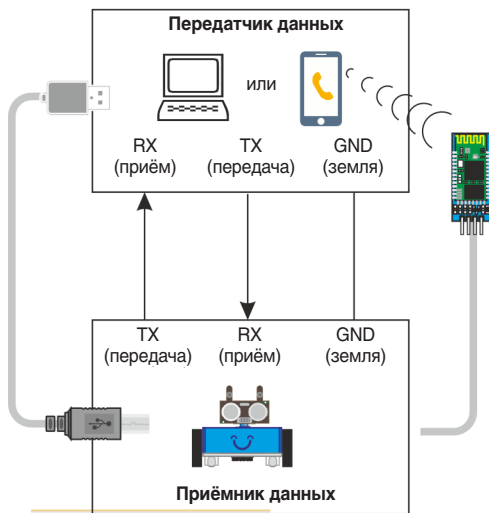 Передатчик данных
или
RX TX GND
(приём) (передача) (земля)
TX RX GND
(передача) (приём) (земля)
Приёмник данных